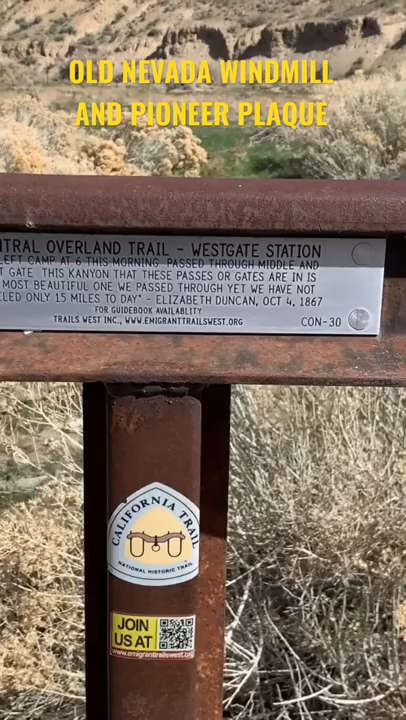 OLD NEVADA WINDMILL
AND PIONEER PLAQUE
NTRAL OVERLAND TRAIL - WESTGATE STATION
LEFT CAMP AT 6 THIS MORNING. PASSED THROUGH MIDDLE AND
T GATE THIS KANYON THAT THESE PASSES OR GATES ARE IN IS
MOST BEAUTIFUL ONE WE PASSED THROUGH YET WE HAVE NOT
ELED ONLY 15 MILES TO DAY" - ELIZABETH DUNCAN, OCT 4, 1867
FOR GUIDEBOOK AVAILABLITY
TRAILS WEST INC., WWW.EMIGRANTTRAILSWEST.ORG
CON-30
CALIFORNIA TRAIL
NATIONAL HISTORIC TRAIL
JOIN
US AT
www.emigranttrailswest.org